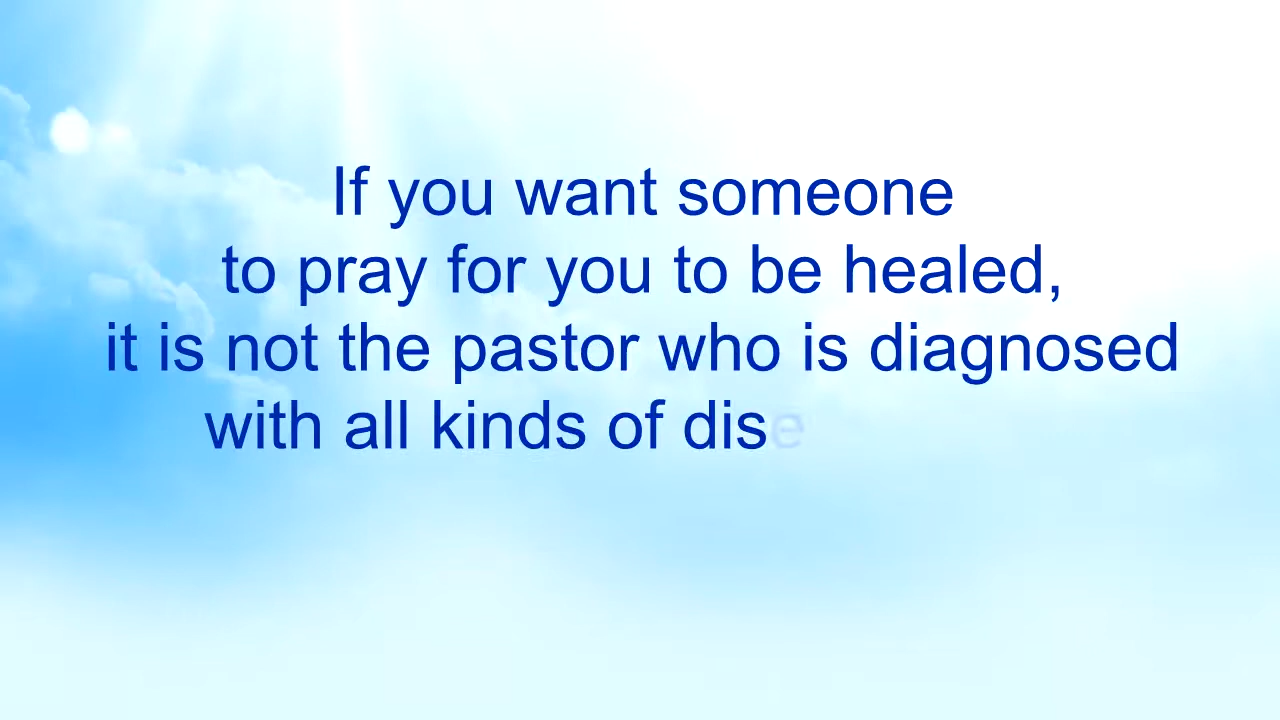 If you want someone
to pray for you to be healed,
it is not the pastor who is diagnosed
with all kinds of dise